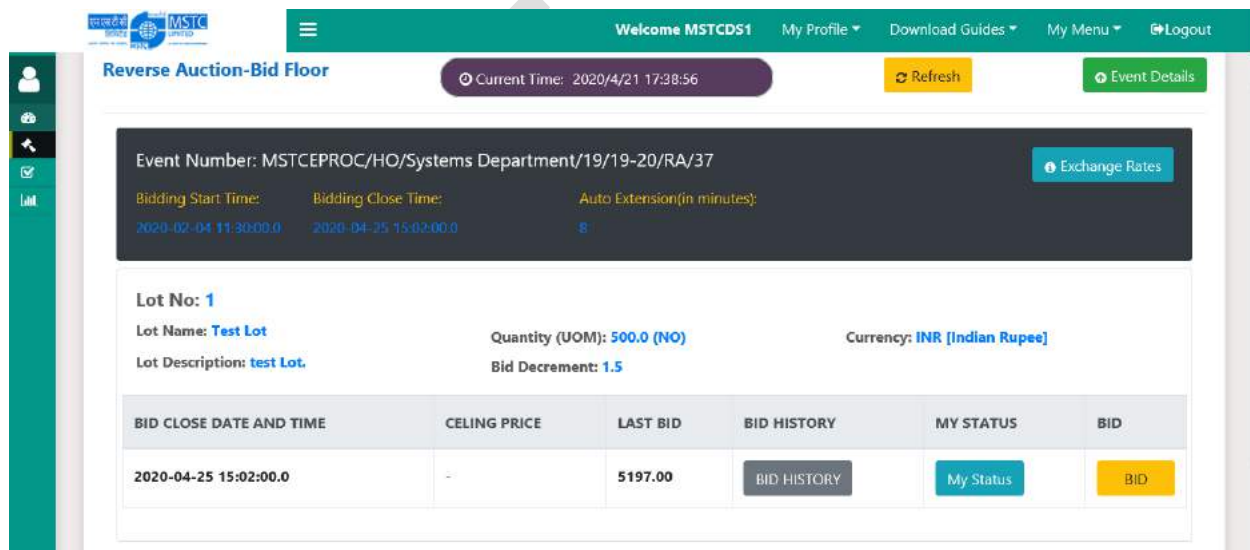 एम एस टी सी
लिमिटेड
MSTC
LIMITED
Welcome MSTCDS1 My Profile Download Guides My Menu Logout
Reverse Auction-Bid Floor
Current Time: 2020/4/21 17:38:56
Refresh
Event Details
Event Number: MSTCEPROC/HO/Systems Department/19/19-20/RA/37
Exchange Rates
Bidding Start Time: Bidding Close Time: Auto Extension(in minutes):
2020-02-04 11:30:00.0 2020-04-25 15:02:00.0 8
Lot No: 1
Lot Name: Test Lot Quantity (UOM): 500.0 (NO) Currency: INR [Indian Rupee]
Lot Description: test Lot. Bid Decrement: 1.5
BID CLOSE DATE AND TIME CELING PRICE LAST BID BID HISTORY MY STATUS BID
2020-04-25 15:02:00.0 - 5197.00 BID HISTORY My Status BID